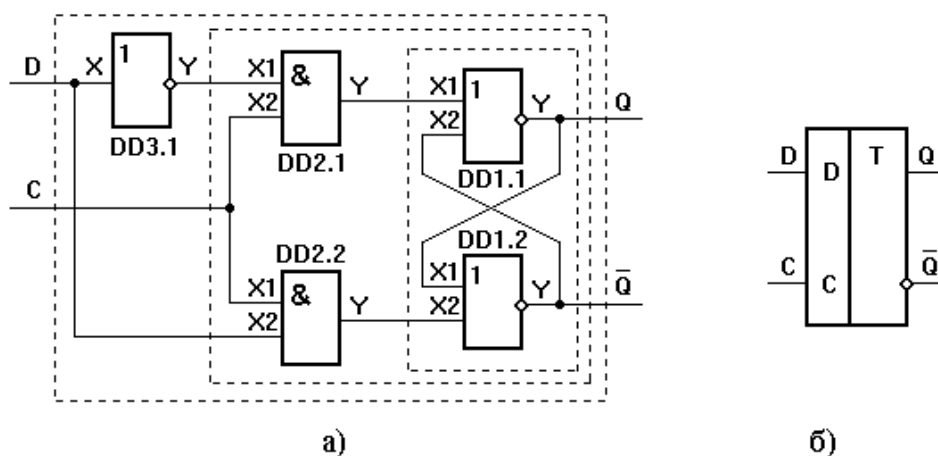 D X 1 Y X1 & Y X1 1 Y Q
X2 X2
DD3.1 DD2.1 DD1.1
C
DD2.2 DD1.2
X1 & Y X1 1 Y Q̅
X2 X2
D D T Q
C C Q̅
а) б)